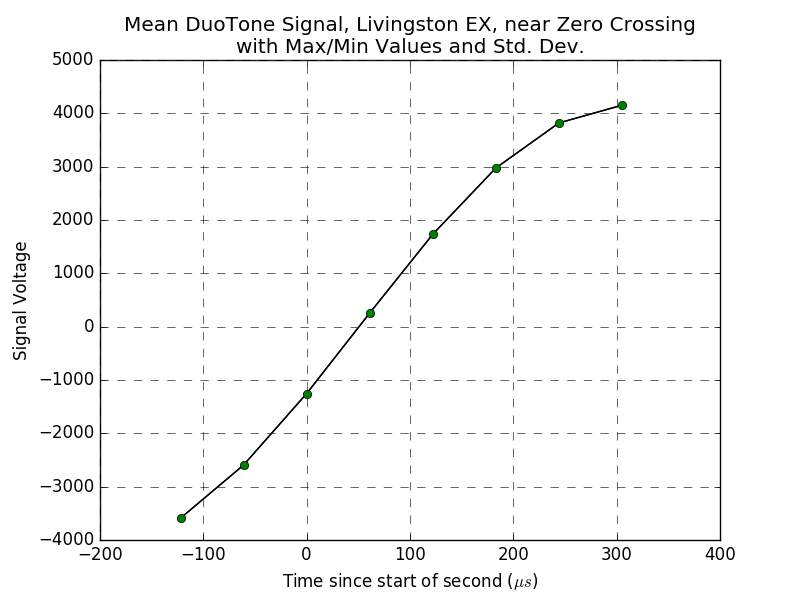 Mean DuoTone Signal, Livingston EX, near Zero Crossing
with Max/Min Values and Std. Dev.
5000
4000
3000
2000
1000
0
−1000
−2000
−3000
−4000
Signal Voltage
−200 −100 0 100 200 300 400
Time since start of second (μs)